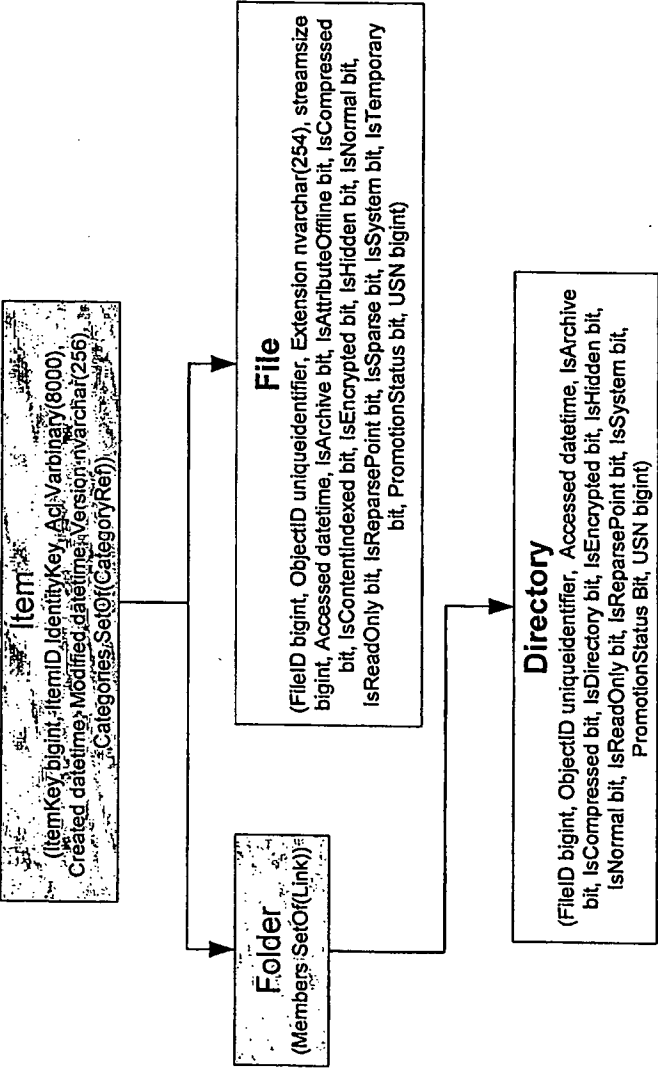 Item
(ItemKey bigint, ItemID IdentityKey, Acl Varbinary(8000),
Created datetime, Modified datetime, Version nvarchar(256),
Categories SetOf(CategoryRef))
Folder
(Members SetOf(Link))
File
(FileID bigint, ObjectID uniqueidentifier, Extension nvarchar(254), streamsize
bigint, Accessed datetime, IsArchive bit, IsAttributeOffline bit, IsCompressed
bit, IsContentIndexed bit, IsEncrypted bit, IsHidden bit, IsNormal bit,
IsReadOnly bit, IsReparsePoint bit, IsSparse bit, IsSystem bit, IsTemporary
bit, PromotionStatus bit, USN bigint)
Directory
(FileID bigint, ObjectID uniqueidentifier, Accessed datetime, IsArchive
bit, IsCompressed bit, IsDirectory bit, IsEncrypted bit, IsHidden bit,
IsNormal bit, IsReadOnly bit, IsReparsePoint bit, IsSystem bit,
PromotionStatus Bit, USN bigint)